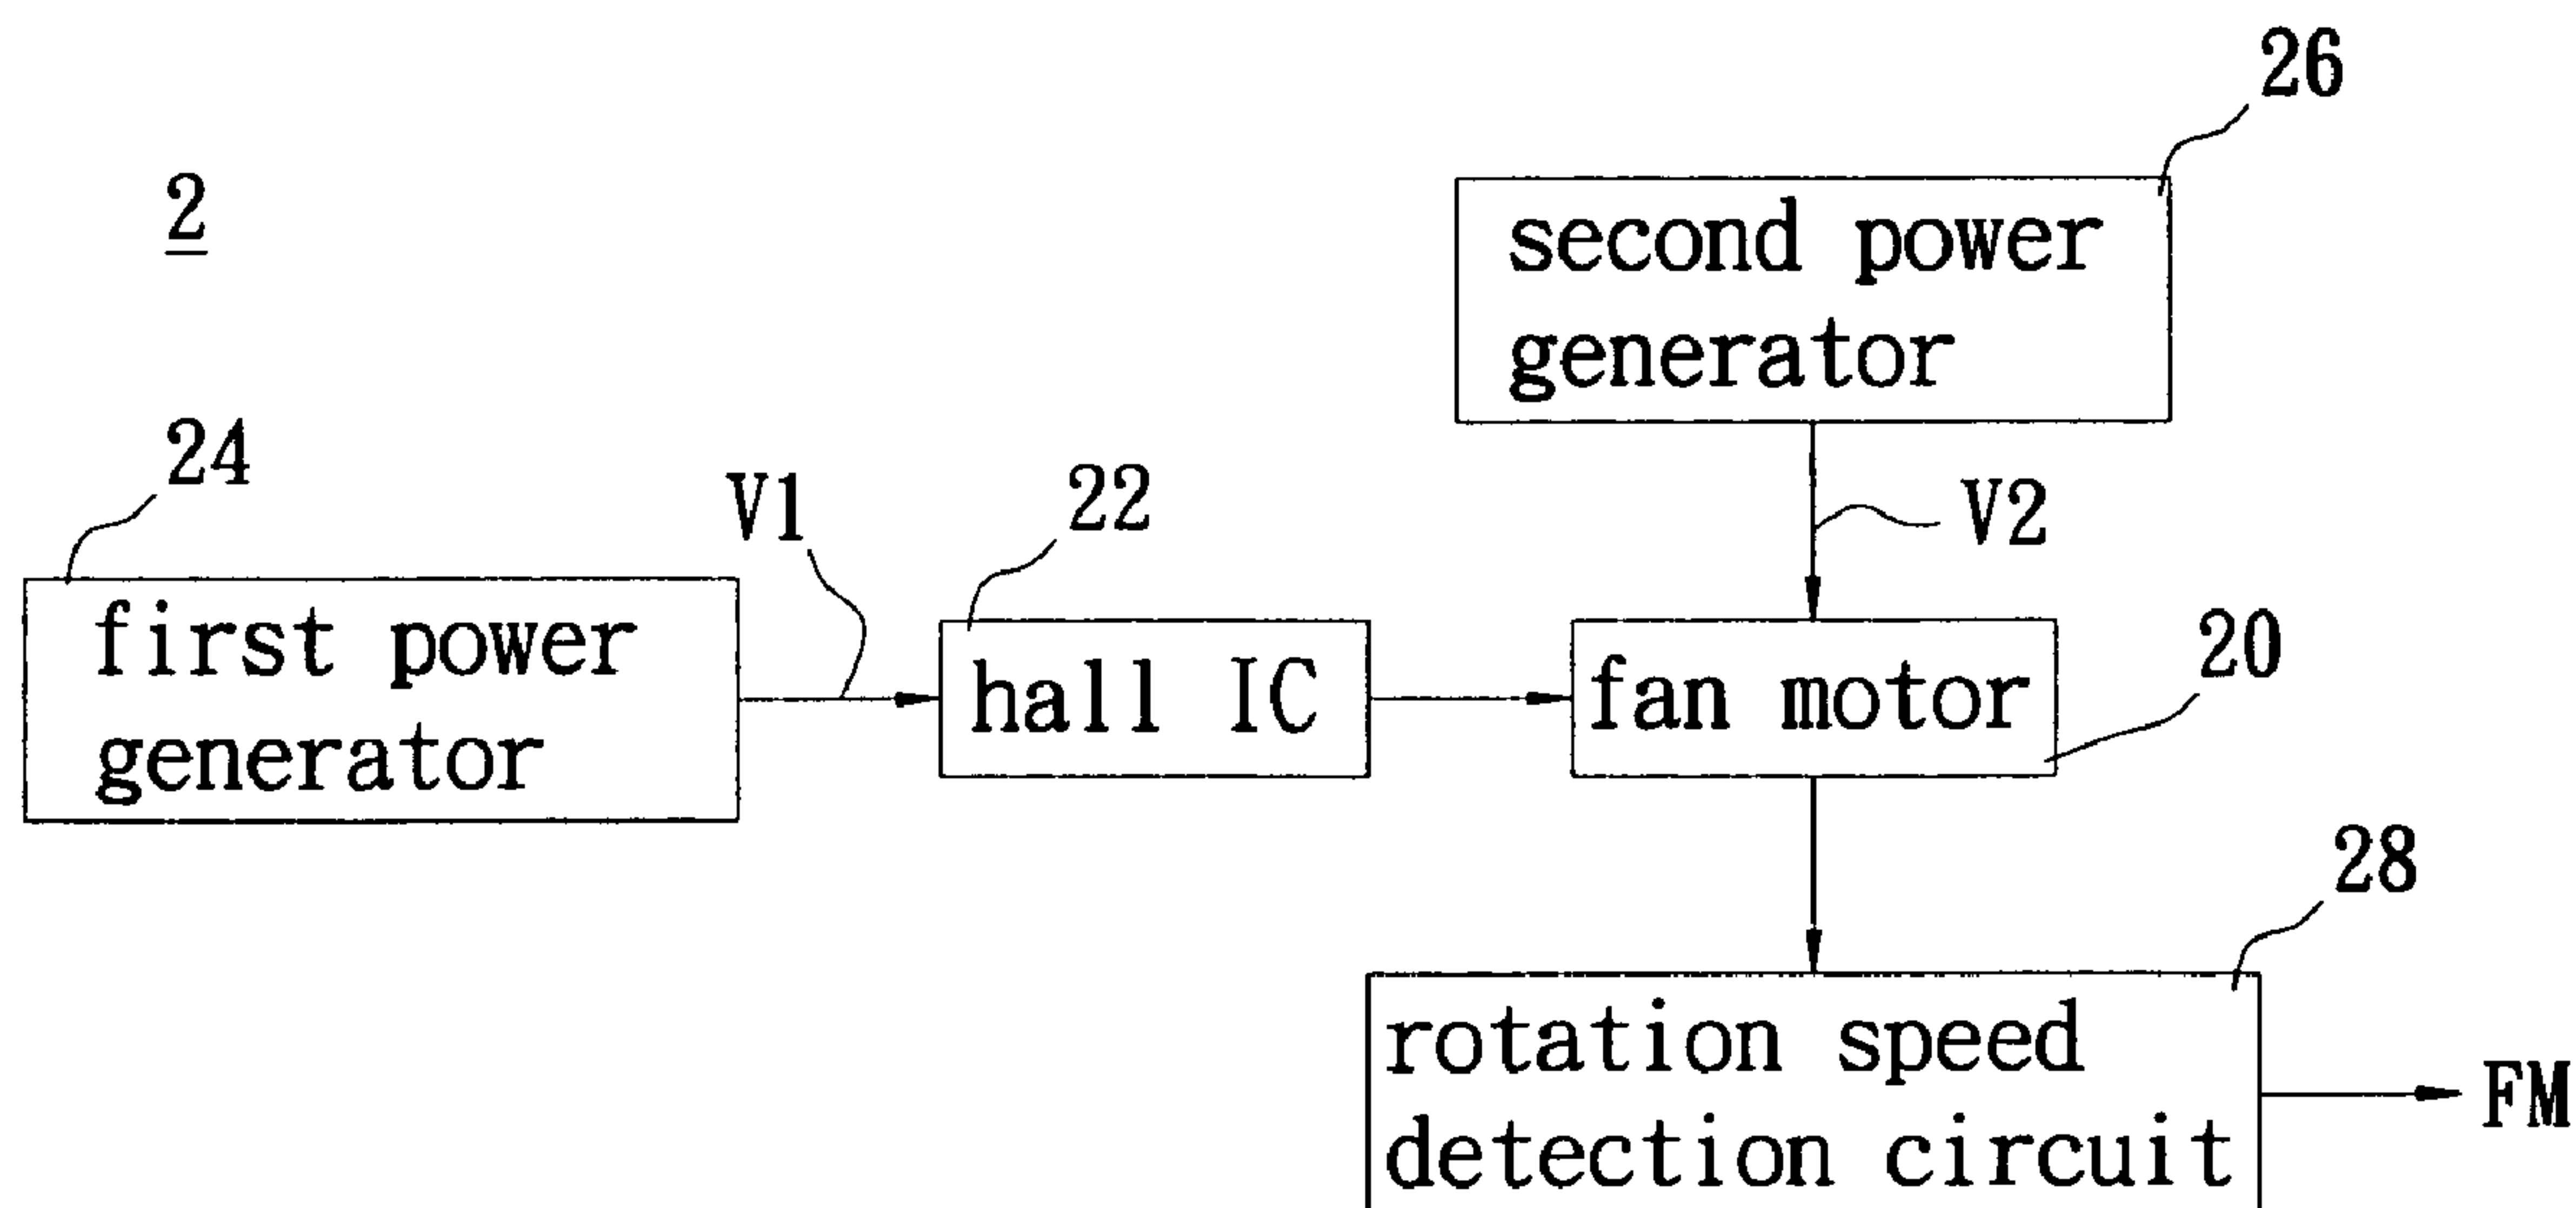 26
2
second power
generator
24
V1
22
V2
first power
generator
hall IC
fan motor
20
28
rotation speed
detection circuit
FM